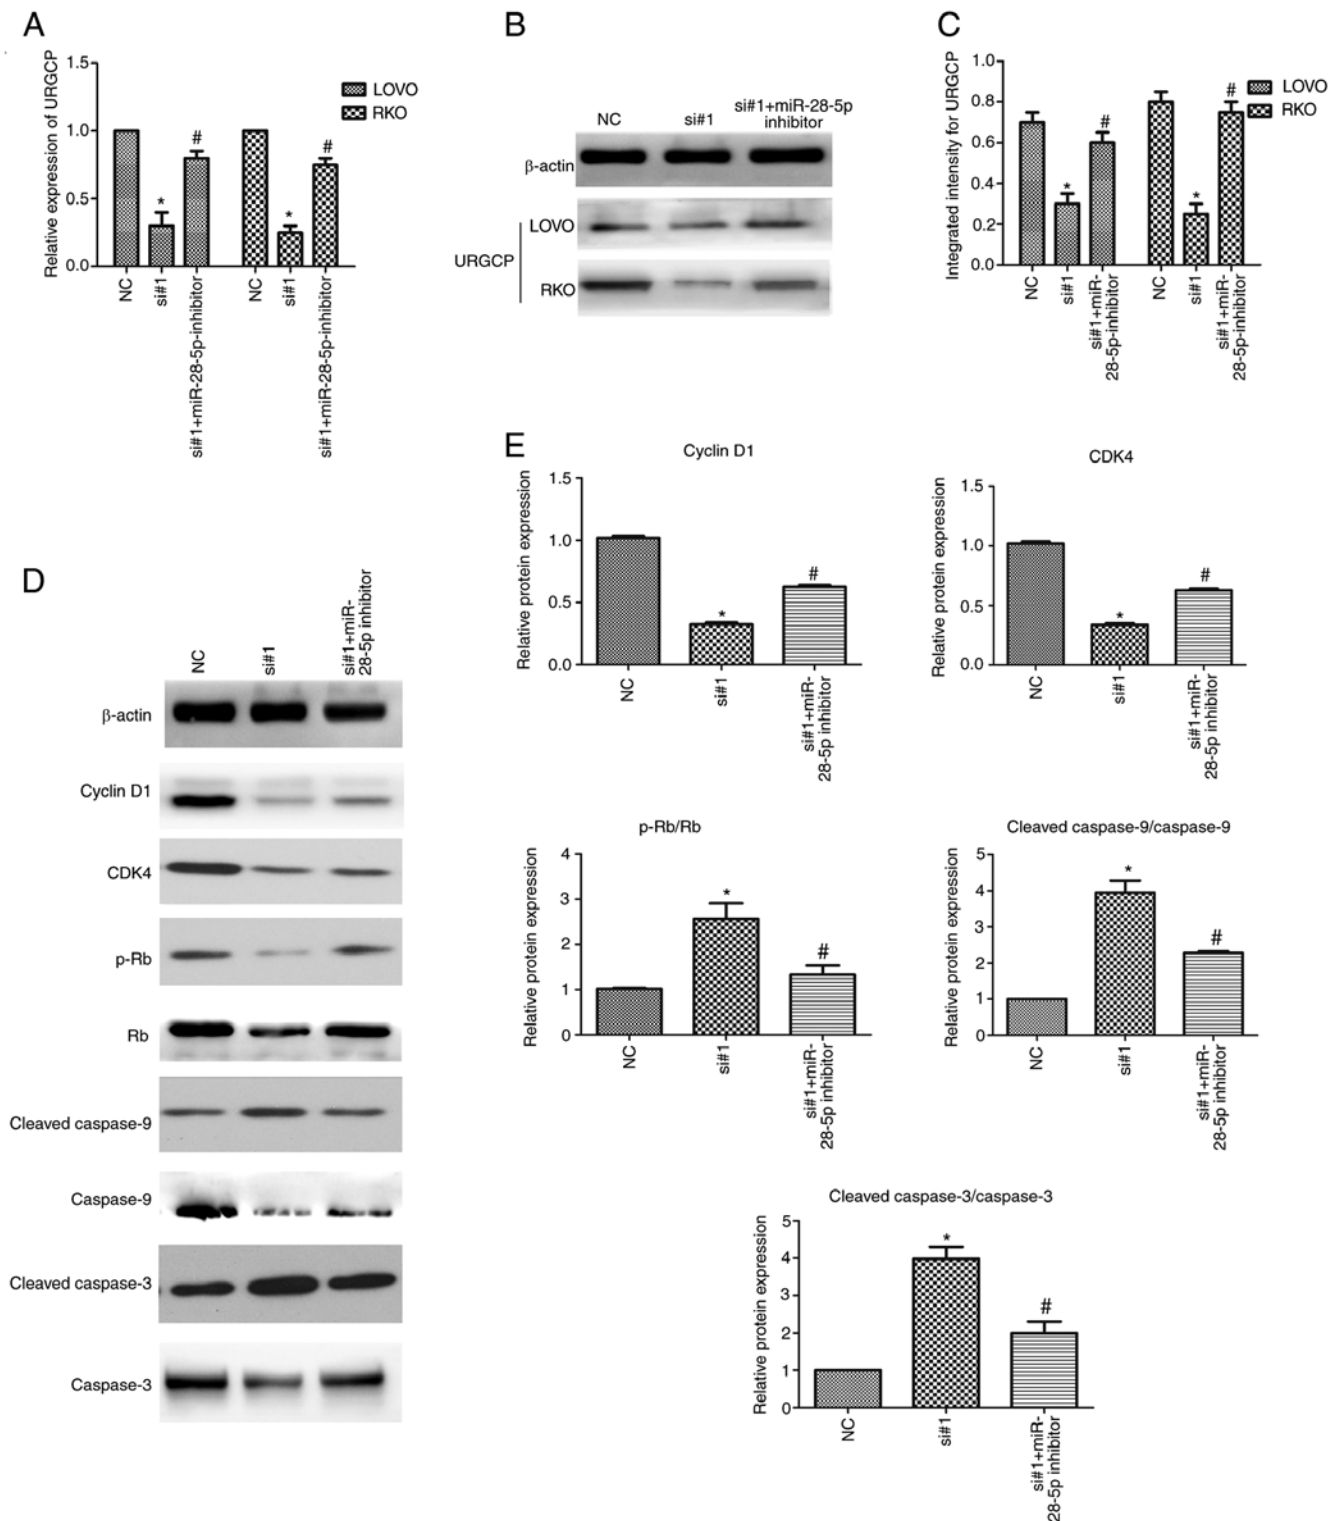 A
Relative expression of URGCP
1.5
1.0
0.5
0.0
LOVO
RKO
*
#
*
#
NC
si#1
si#1+miR-28-5p-inhibitor
NC
si#1
si#1+miR-28-5p-inhibitor
B
NC
si#1
si#1+miR-28-5p
inhibitor
β-actin
URGCP
LOVO
RKO
C
Integrated intensity for URGCP
1.0
0.8
0.6
0.4
0.2
0.0
LOVO
RKO
*
#
*
#
NC
si#1
si#1+miR-
28-5p-inhibitor
NC
si#1
si#1+miR-
28-5p-inhibitor
D
NC
si#1
si#1+miR-
28-5p inhibitor
β-actin
Cyclin D1
CDK4
p-Rb
Rb
Cleaved caspase-9
Caspase-9
Cleaved caspase-3
Caspase-3
E
Cyclin D1
Relative protein expression
1.5
1.0
0.5
0.0
*
#
NC
si#1
si#1+miR-
28-5p inhibitor
CDK4
Relative protein expression
1.5
1.0
0.5
0.0
*
#
NC
si#1
si#1+miR-
28-5p inhibitor
p-Rb/Rb
Relative protein expression
4
3
2
1
0
*
#
NC
si#1
si#1+miR-
28-5p inhibitor
Cleaved caspase-9/caspase-9
Relative protein expression
5
4
3
2
1
0
*
#
NC
si#1
si#1+miR-
28-5p inhibitor
Cleaved caspase-3/caspase-3
Relative protein expression
5
4
3
2
1
0
*
#
NC
si#1
si#1+miR-
28-5p inhibitor